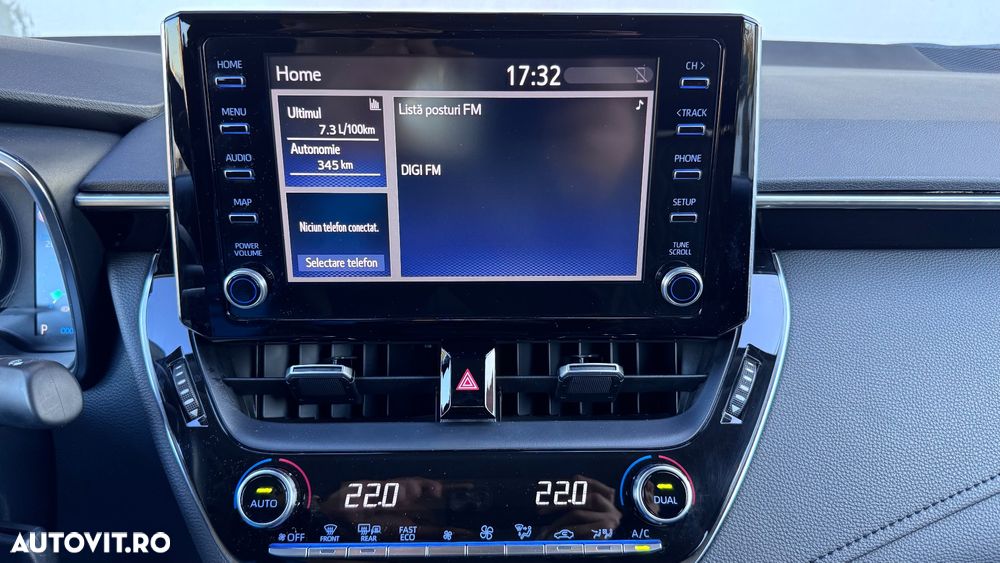 HOME
MENU
AUDIO
MAP
POWER
VOLUME
Home
17:32
Ultimul
7.3 L/100km
Autonomie
345 km
Niciun telefon conectat.
Selectare telefon
Listă posturi FM
DIGI FM
CH >
< TRACK
PHONE
SETUP
TUNE
SCROLL
P
AUTO
22.0
22.0
DUAL
OFF
FRONT
REAR
FAST
ECO
A/C
AUTOVIT.RO